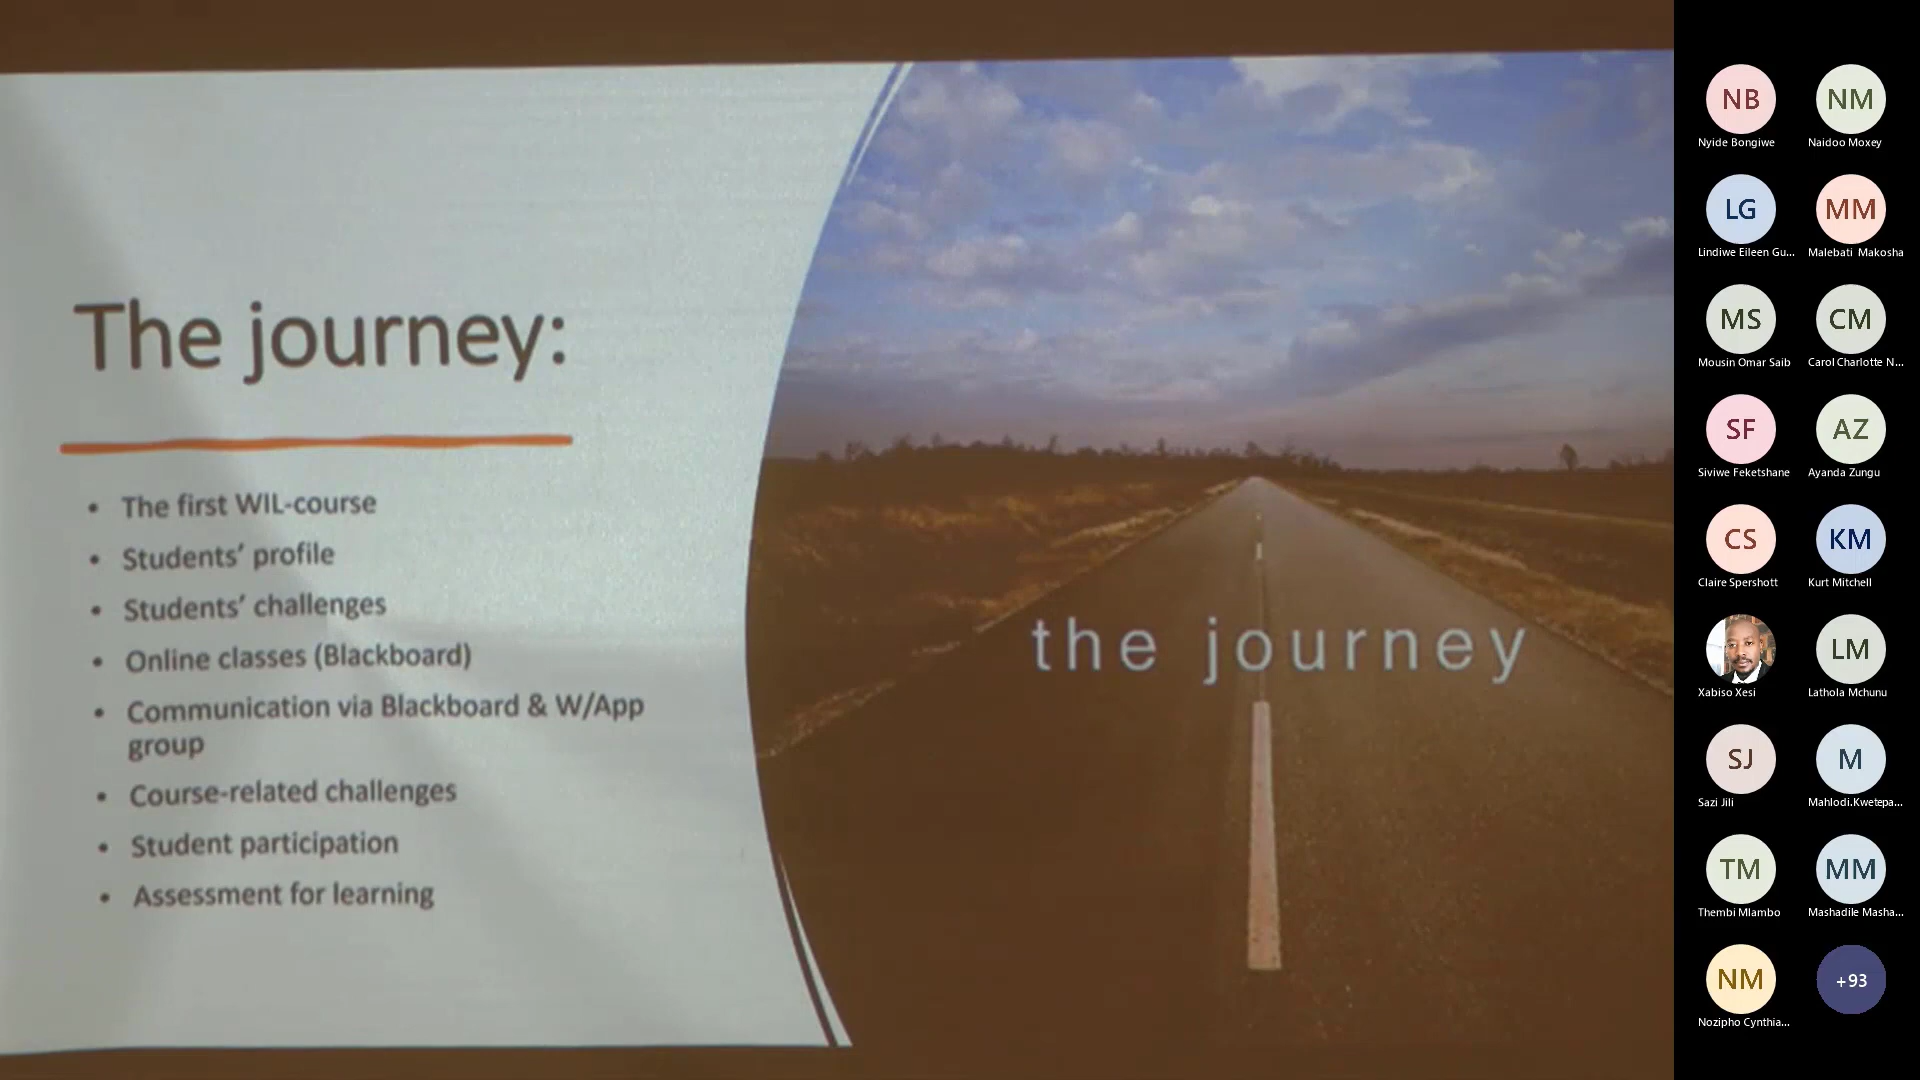 The journey:
• The first WIL-course
• Students' profile
• Students' challenges
• Online classes (Blackboard)
• Communication via Blackboard & W/App
group
• Course-related challenges
• Student participation
• Assessment for learning
the journey
NB
Nyide Bongiwe
NM
Naidoo Moxey
LG
Lindiwe Eileen Gu...
MM
Malebati Makosha
MS
Mousin Omar Saib
CM
Carol Charlotte N...
SF
Siviwe Feketshane
AZ
Ayanda Zungu
CS
Claire Spershott
KM
Kurt Mitchell
Xabiso Xesi
LM
Lathola Mchunu
SJ
Sazi Jili
M
Mahlodi.Kwetepa...
TM
Thembi Mlambo
MM
Mashadile Masha...
NM
Nozipho Cynthia...
+93